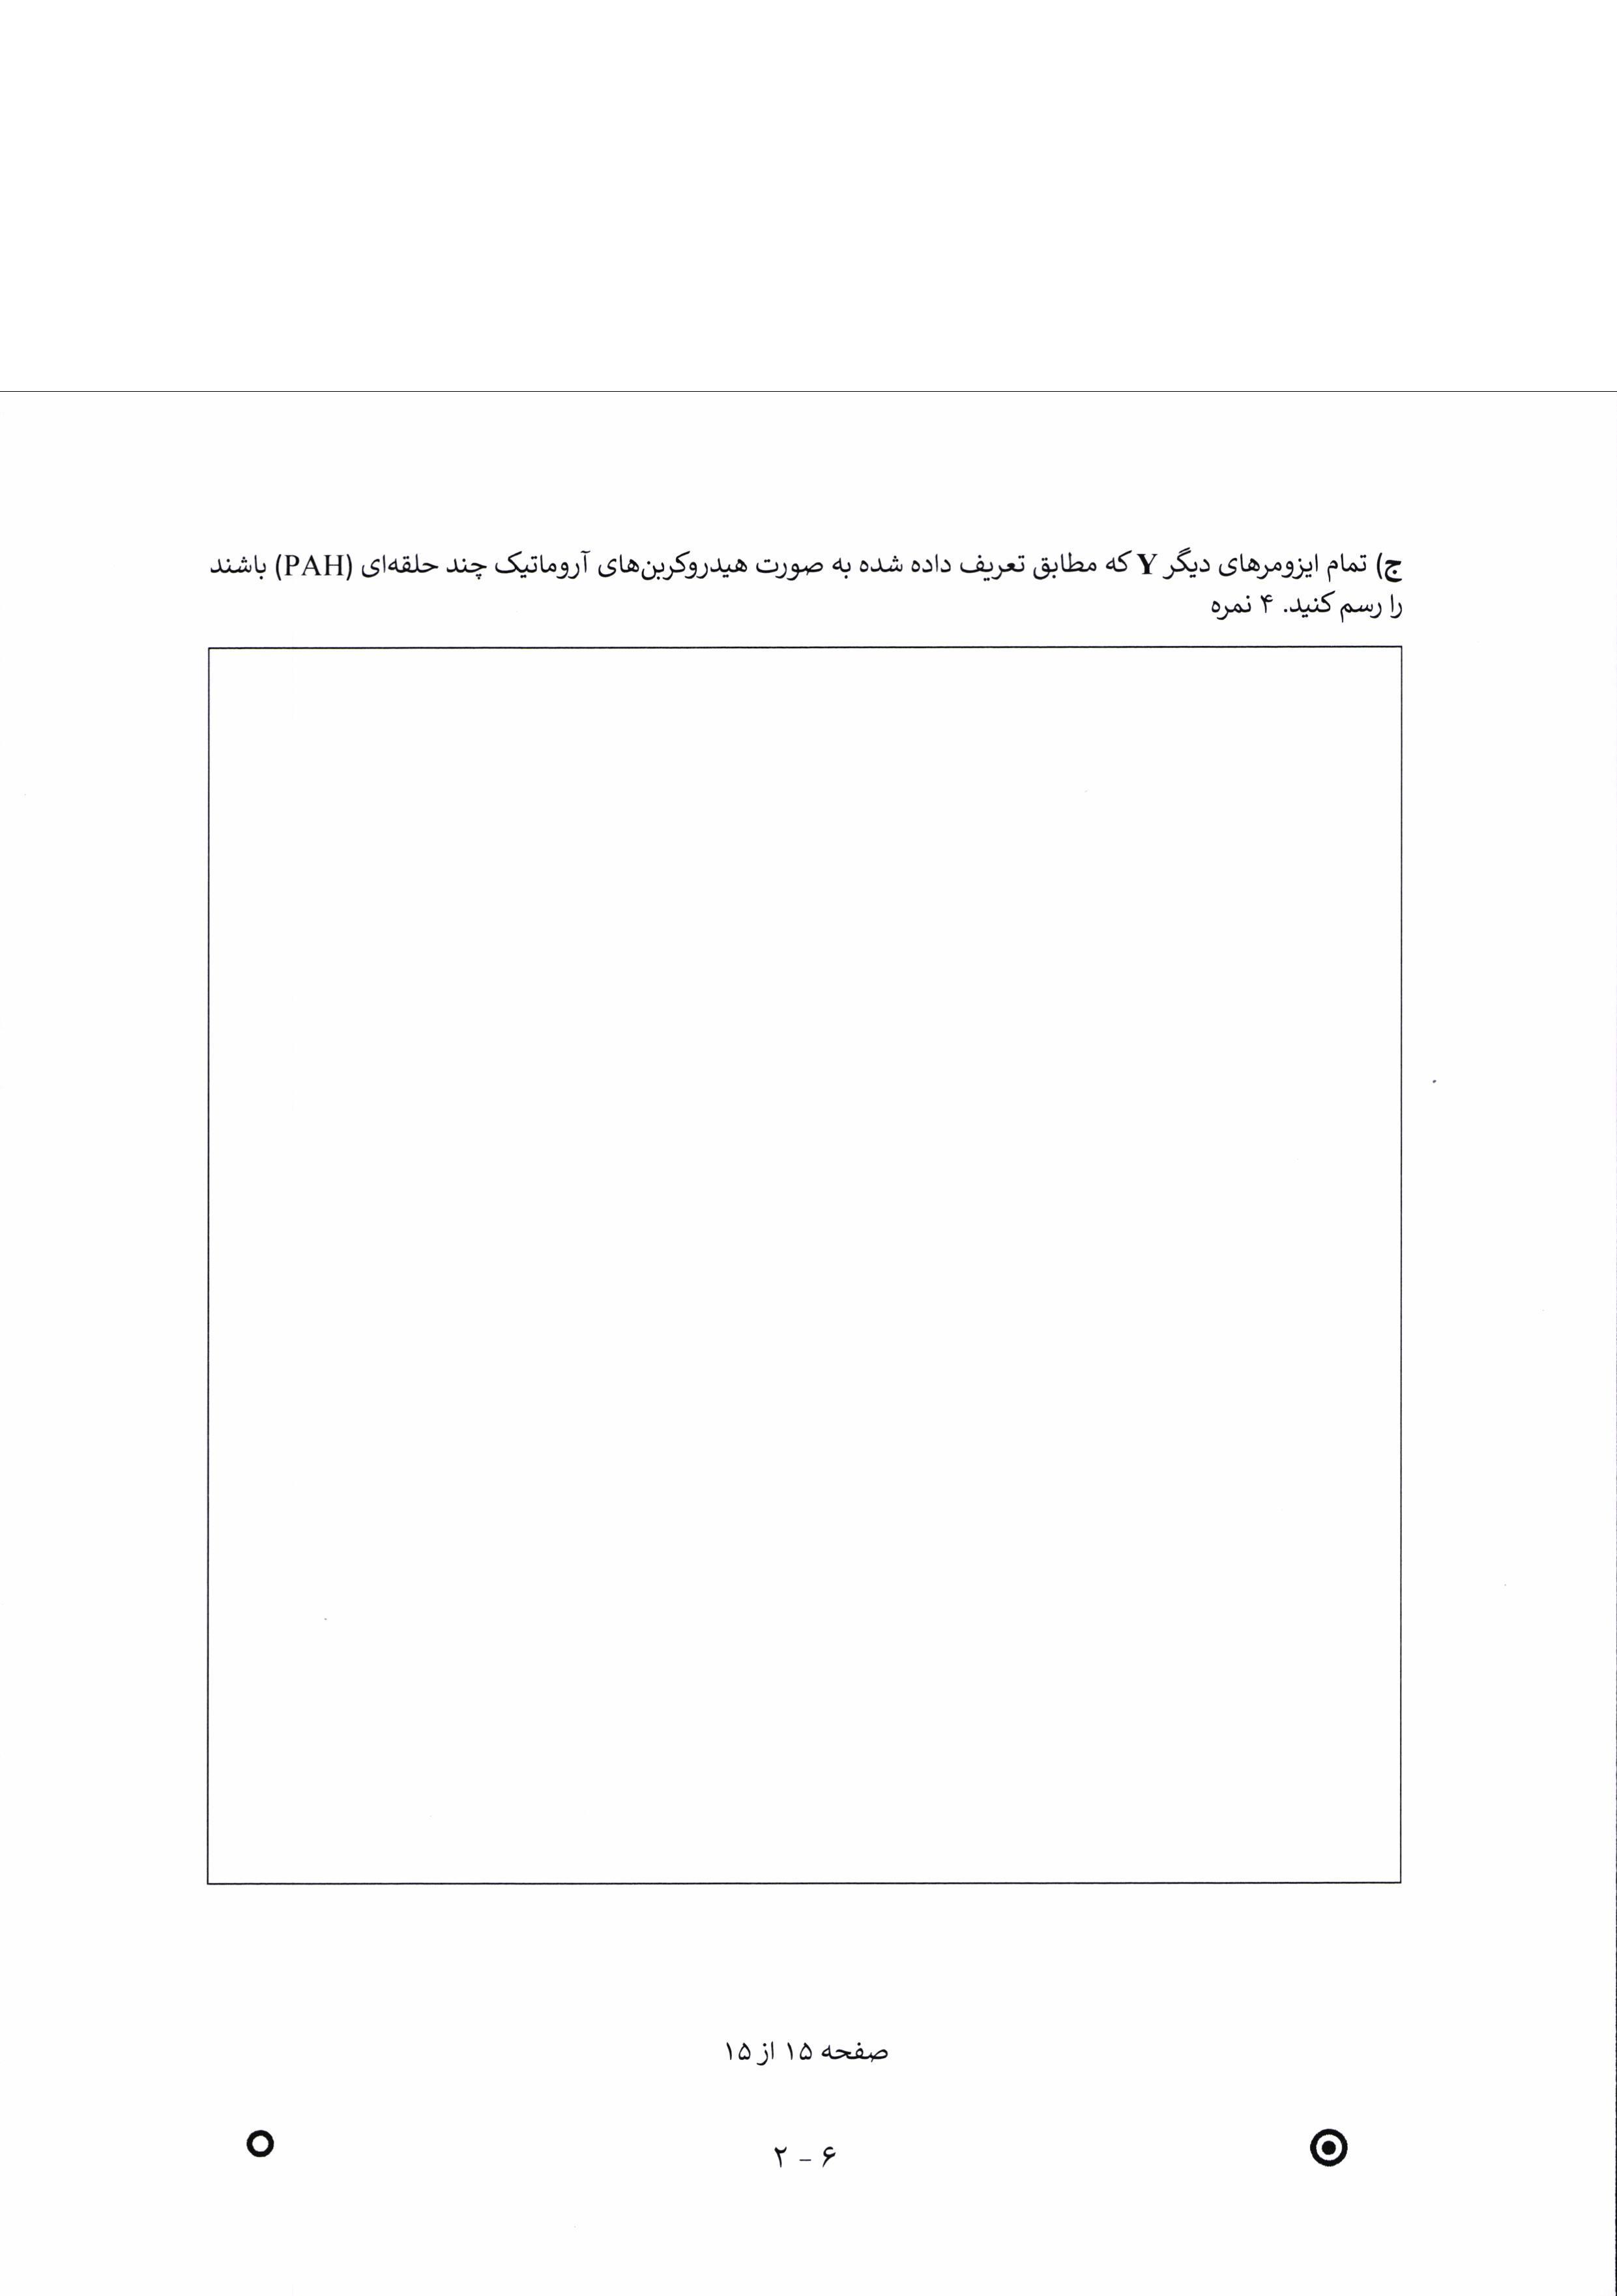 ج) تمام ایزومرهای دیگر Y که مطابق تعریف داده شده به صورت هیدروکربن‌های آروماتیک چند حلقه‌ای (PAH) باشند
را رسم کنید. ۴ نمره
صفحه ۱۵ از ۱۵
۲ - ۶